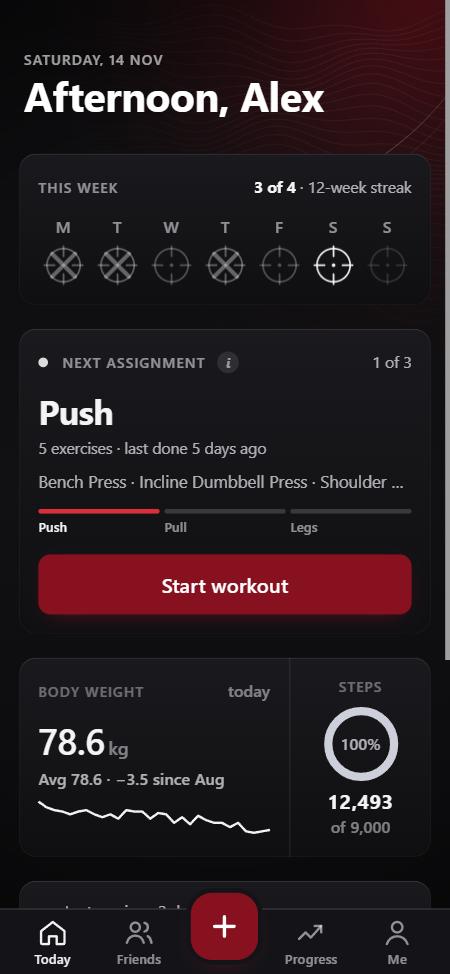 SATURDAY, 14 NOV
Afternoon, Alex
THIS WEEK 3 of 4 · 12-week streak
M T W T F S S
NEXT ASSIGNMENT i 1 of 3
Push
5 exercises · last done 5 days ago
Bench Press · Incline Dumbbell Press · Shoulder ...
Push Pull Legs
Start workout
BODY WEIGHT today
78.6 kg
Avg 78.6 · −3.5 since Aug
STEPS
100%
12,493
of 9,000
Today Friends + Progress Me